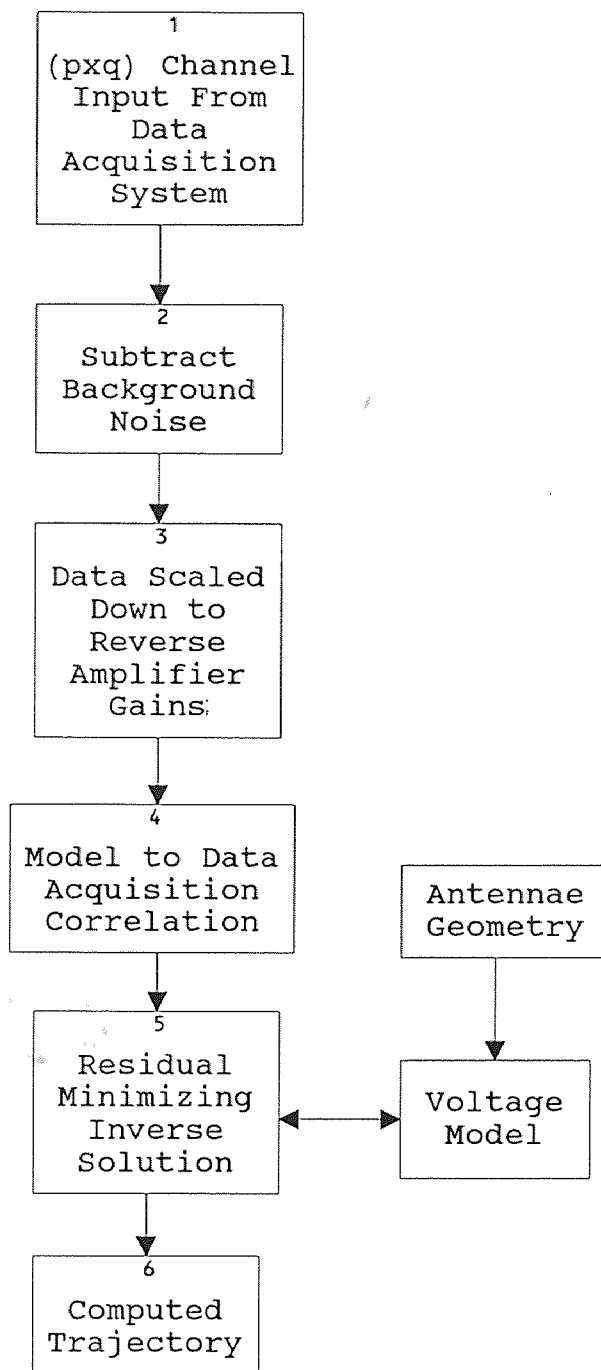 1
(pxq) Channel
Input From
Data
Acquisition
System
2
Subtract
Background
Noise
3
Data Scaled
Down to
Reverse
Amplifier
Gains
4
Model to Data
Acquisition
Correlation
Antennae
Geometry
5
Residual
Minimizing
Inverse
Solution
Voltage
Model
6
Computed
Trajectory